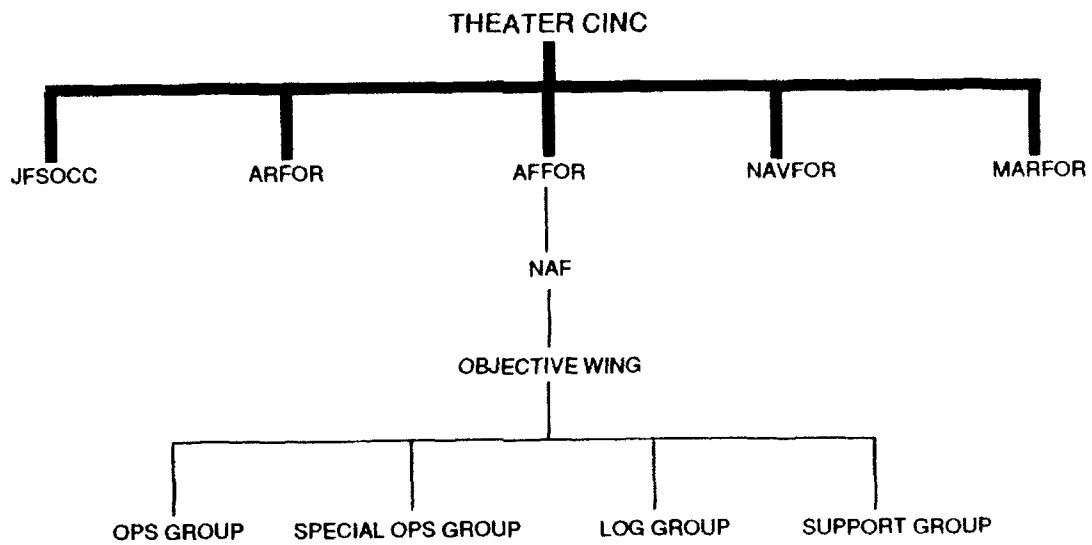 THEATER CINC
JFSOCC ARFOR AFFOR NAVFOR MARFOR
NAF
OBJECTIVE WING
OPS GROUP SPECIAL OPS GROUP LOG GROUP SUPPORT GROUP